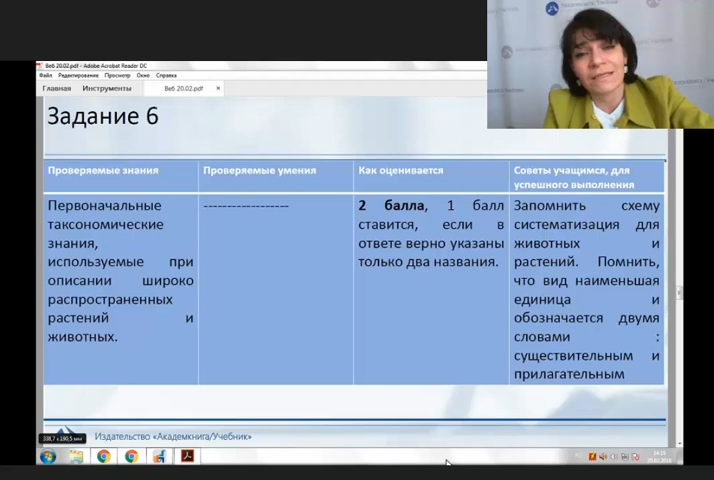 Be6 20.02.pdf - Adobe Acrobat Reader DC
Файл Редактирование Просмотр Окно Справка
Главная Инструменты Be6 20.02.pdf ×
Задание 6
Проверяемые знания
Проверяемые умения
Как оценивается
Советы учащимся, для
успешного выполнения
Первоначальные
таксономические
знания,
используемые при
описании широко
распространенных
растений и
животных.
------------------
2 балла, 1 балл
ставится, если в
ответе верно указаны
только два названия.
Запомнить схему
систематизация для
животных и
растений. Помнить,
что вид наименьшая
единица и
обозначается двумя
словами :
существительным и
прилагательным
Издательство «Академкнига/Учебник»